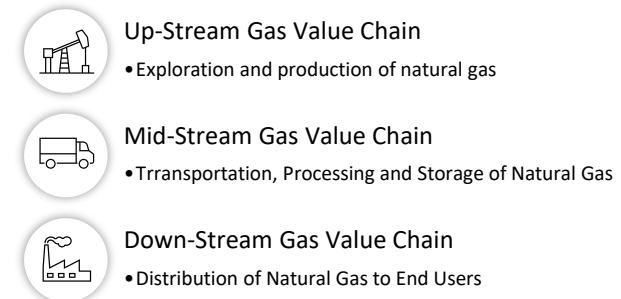 Up-Stream Gas Value Chain
•Exploration and production of natural gas
Mid-Stream Gas Value Chain
•Trransportation, Processing and Storage of Natural Gas
Down-Stream Gas Value Chain
•Distribution of Natural Gas to End Users